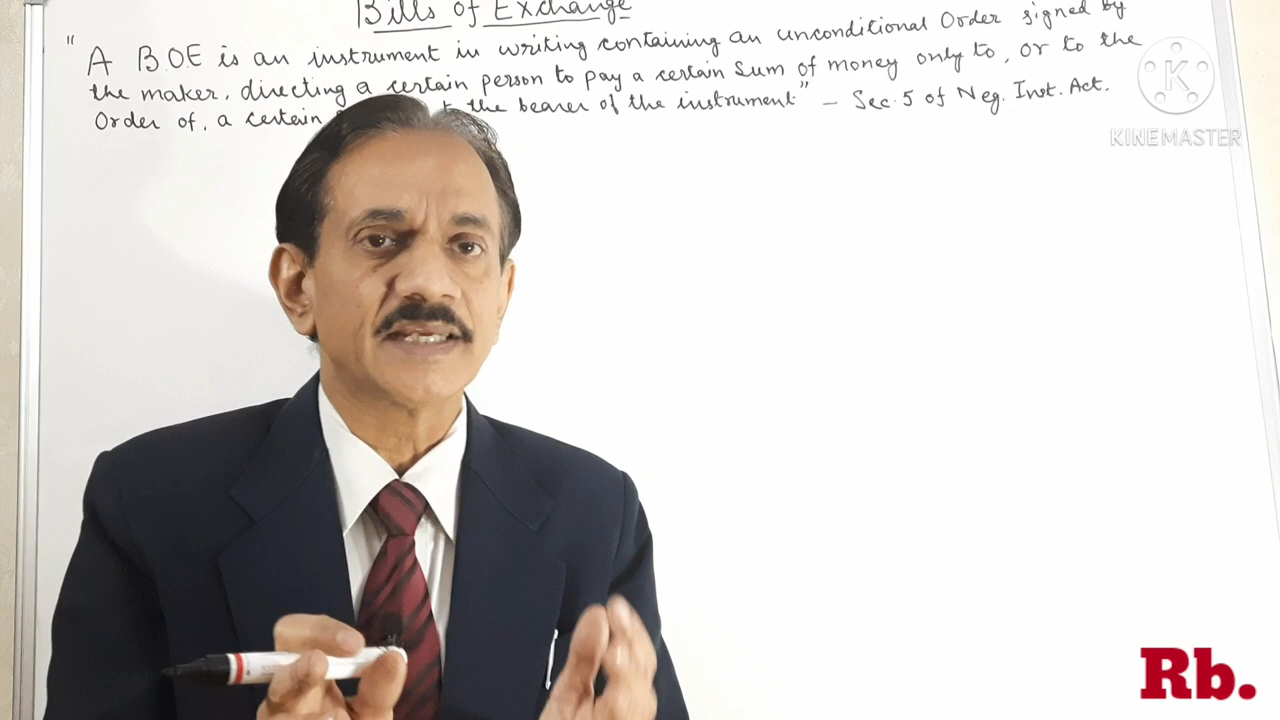 Bills of Exchange
" A BOE is an instrument in writing containing an unconditional Order signed by
the maker, directing a certain person to pay a certain sum of money only to, or to the
Order of, a certain the bearer of the instrument" – Sec. 5 of Neg. Inst. Act.
K
KINEMASTER
Rb.